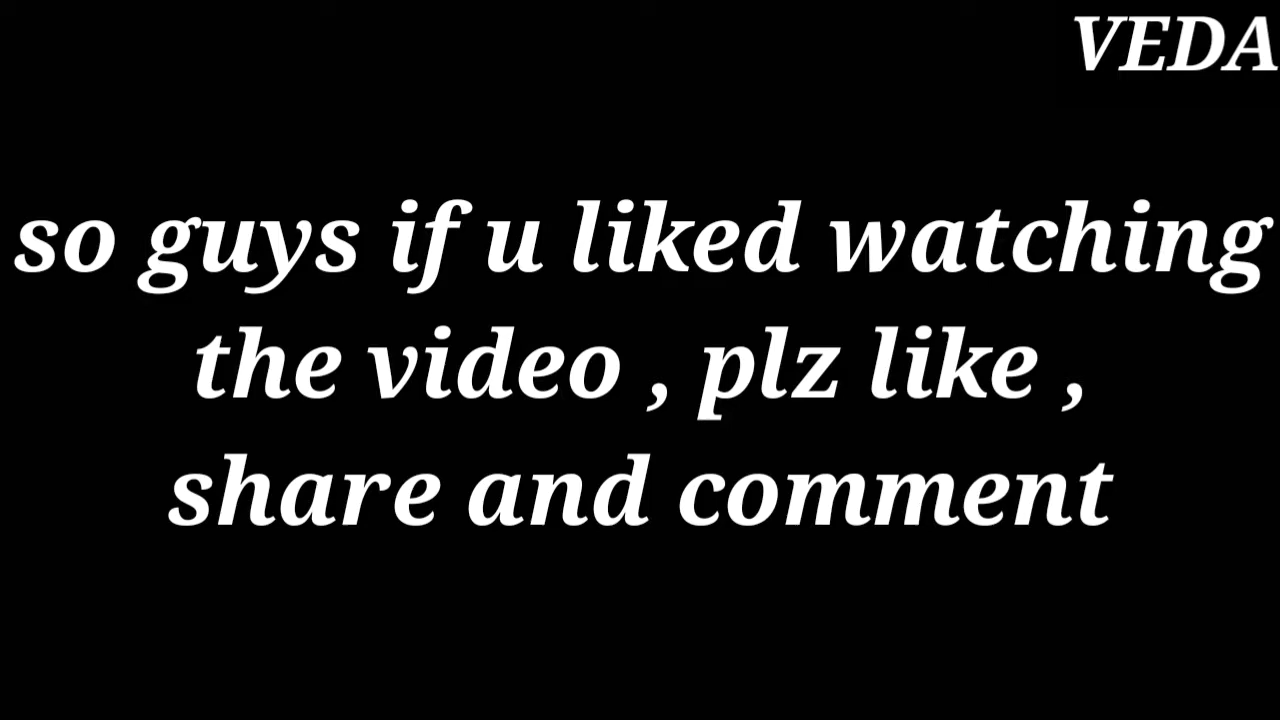 VEDA
so guys if u liked watching
the video , plz like ,
share and comment